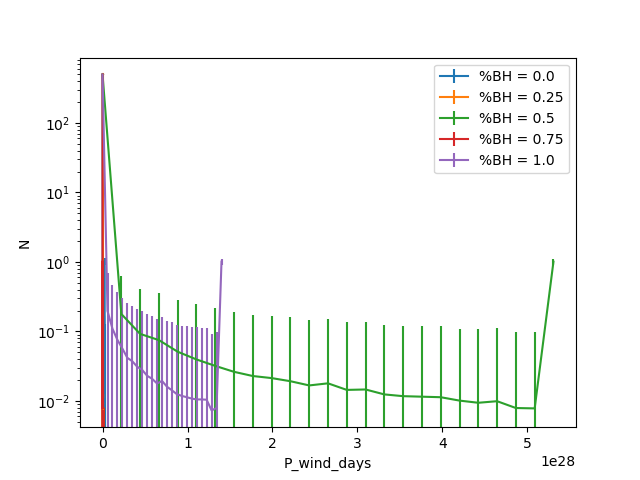 %BH = 0.0
%BH = 0.25
%BH = 0.5
%BH = 0.75
%BH = 1.0
N
10²
10¹
10⁰
10⁻¹
10⁻²
0 1 2 3 4 5
1e28
P_wind_days